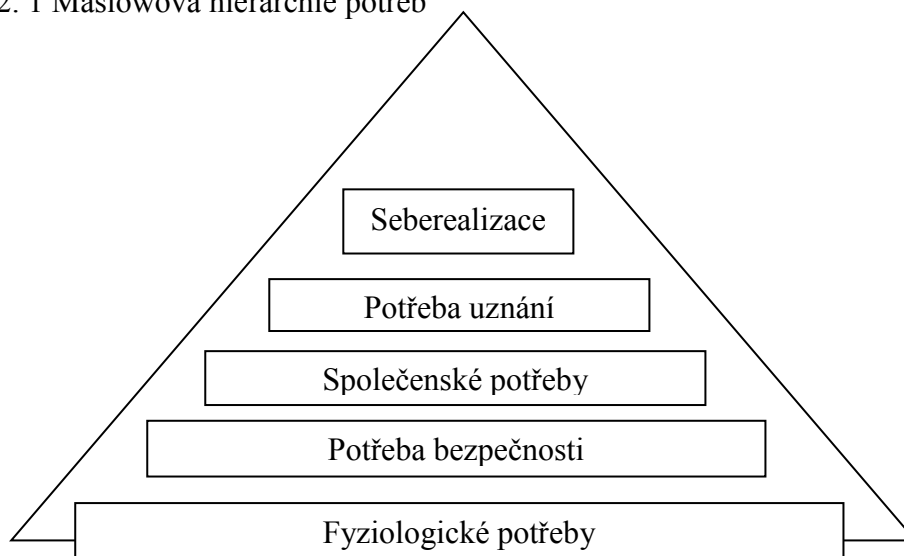 2. 1 Maslowova hierarchie potřeb
Seberealizace
Potřeba uznání
Společenské potřeby
Potřeba bezpečnosti
Fyziologické potřeby